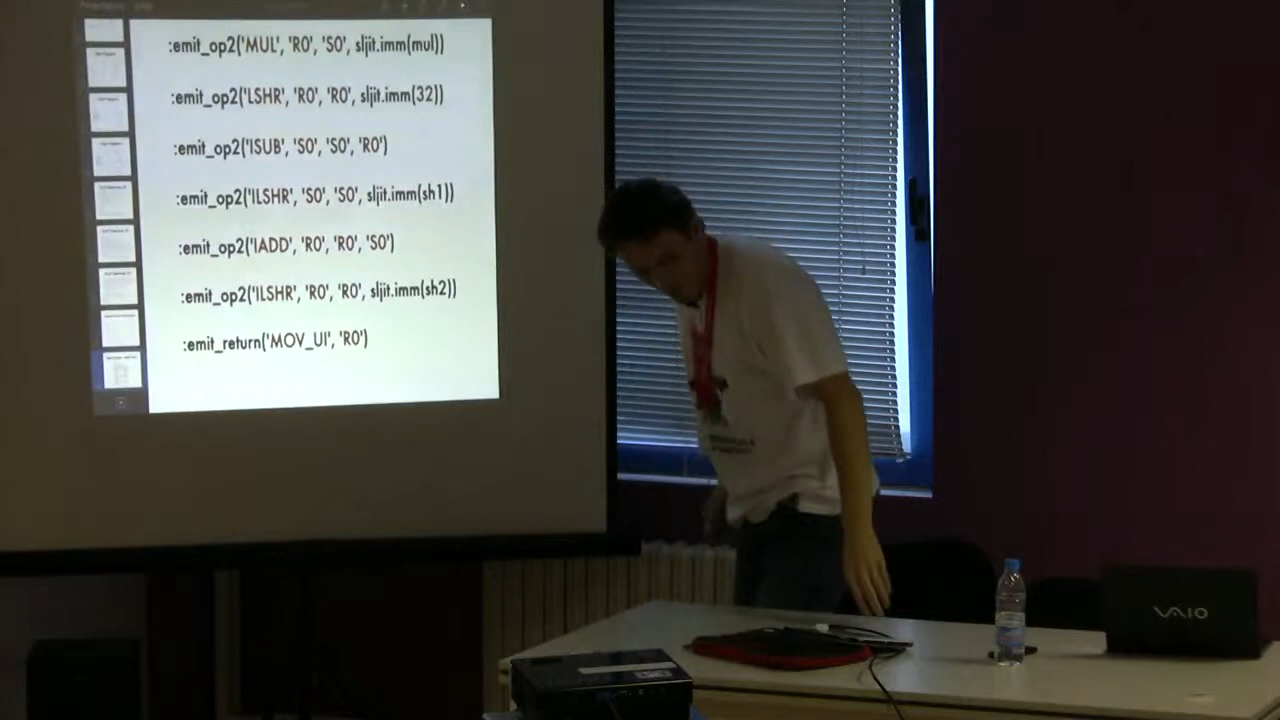 :emit_op2('MUL', 'R0', 'S0', sljit.imm(mul))
:emit_op2('LSHR', 'R0', 'R0', sljit.imm(32))
:emit_op2('ISUB', 'S0', 'S0', 'R0')
:emit_op2('ILSHR', 'S0', 'S0', sljit.imm(sh1))
:emit_op2('IADD', 'R0', 'R0', 'S0')
:emit_op2('ILSHR', 'R0', 'R0', sljit.imm(sh2))
:emit_return('MOV_UI', 'R0')
VAIO